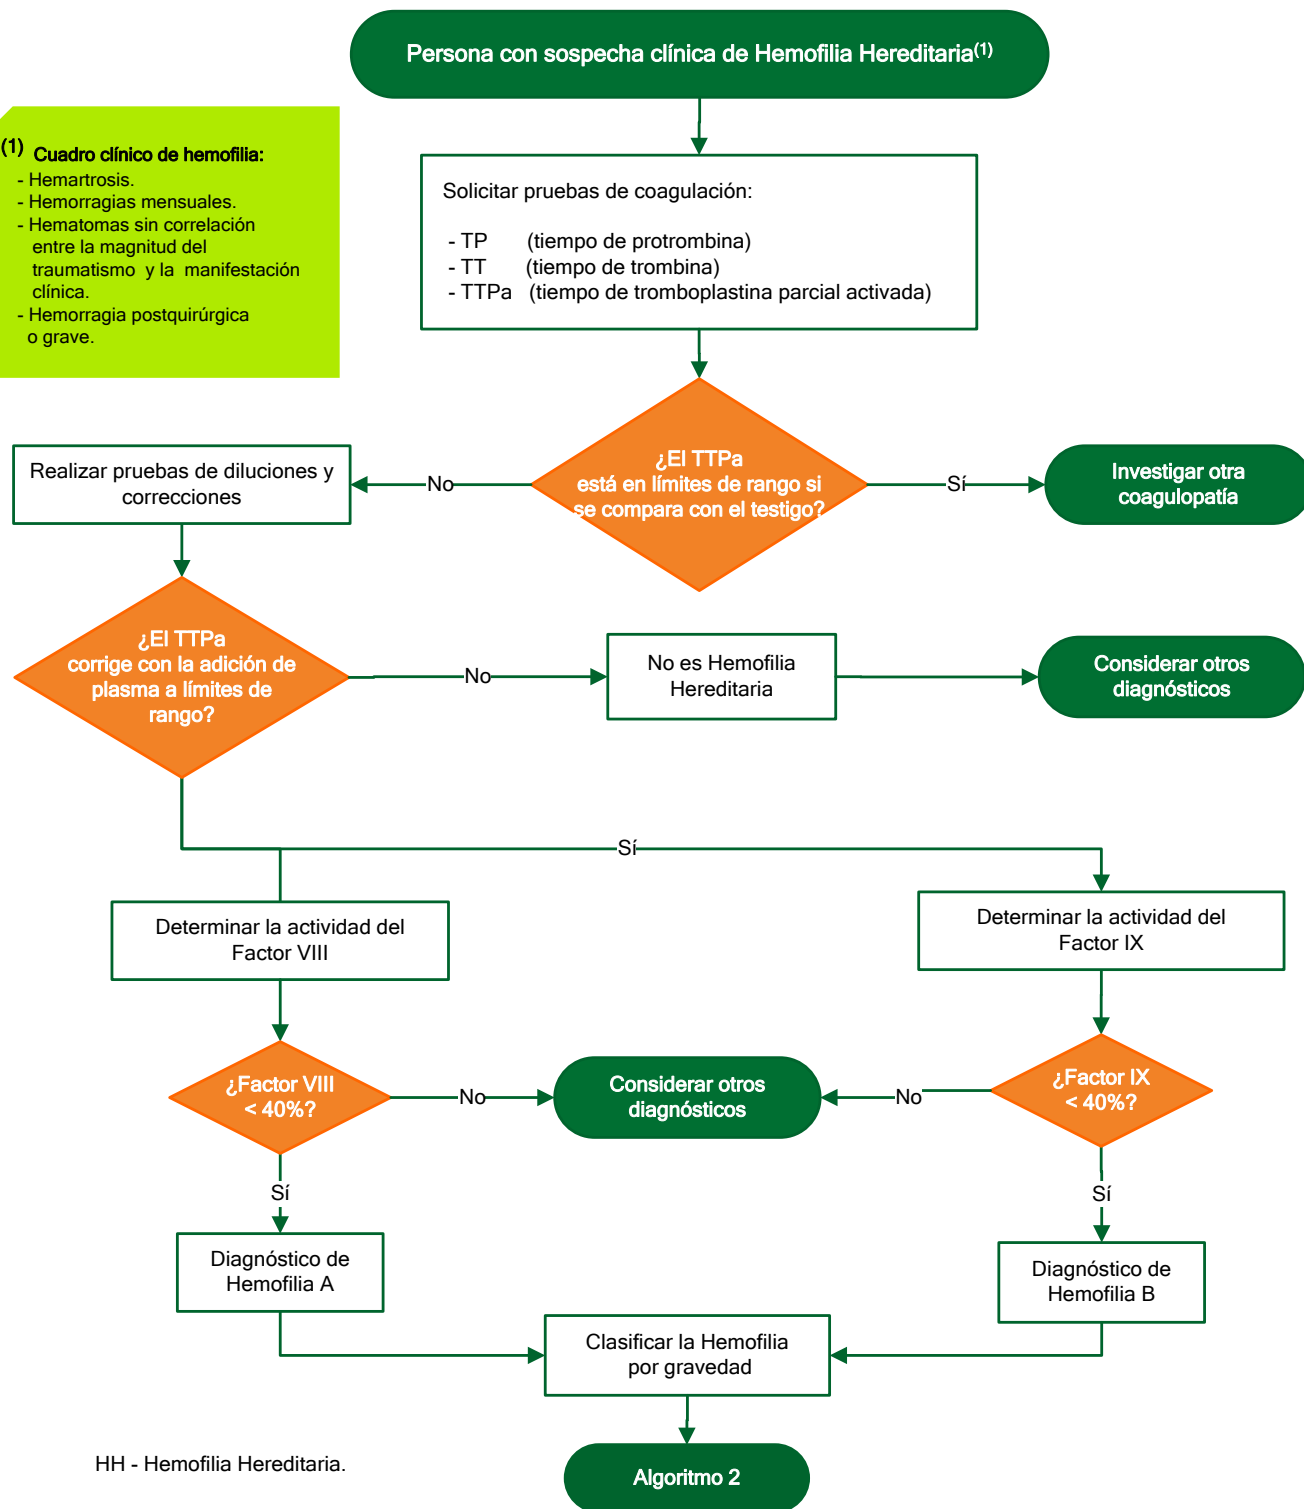 Persona con sospecha clínica de Hemofilia Hereditaria(1)
(1) Cuadro clínico de hemofilia:
- Hemartrosis.
- Hemorragias mensuales.
- Hematomas sin correlación
entre la magnitud del
traumatismo y la manifestación
clínica.
- Hemorragia postquirúrgica
o grave.
Solicitar pruebas de coagulación:
- TP (tiempo de protrombina)
- TT (tiempo de trombina)
- TTPa (tiempo de tromboplastina parcial activada)
¿El TTPa
está en límites de rango si
se compara con el testigo?
No
Sí
Realizar pruebas de diluciones y
correcciones
Investigar otra
coagulopatía
¿El TTPa
corrige con la adición de
plasma a límites de
rango?
No
No es Hemofilia
Hereditaria
Considerar otros
diagnósticos
Sí
Determinar la actividad del
Factor VIII
Determinar la actividad del
Factor IX
¿Factor VIII
< 40%?
No
Considerar otros
diagnósticos
No
¿Factor IX
< 40%?
Sí
Sí
Diagnóstico de
Hemofilia A
Diagnóstico de
Hemofilia B
Clasificar la Hemofilia
por gravedad
HH - Hemofilia Hereditaria.
Algoritmo 2